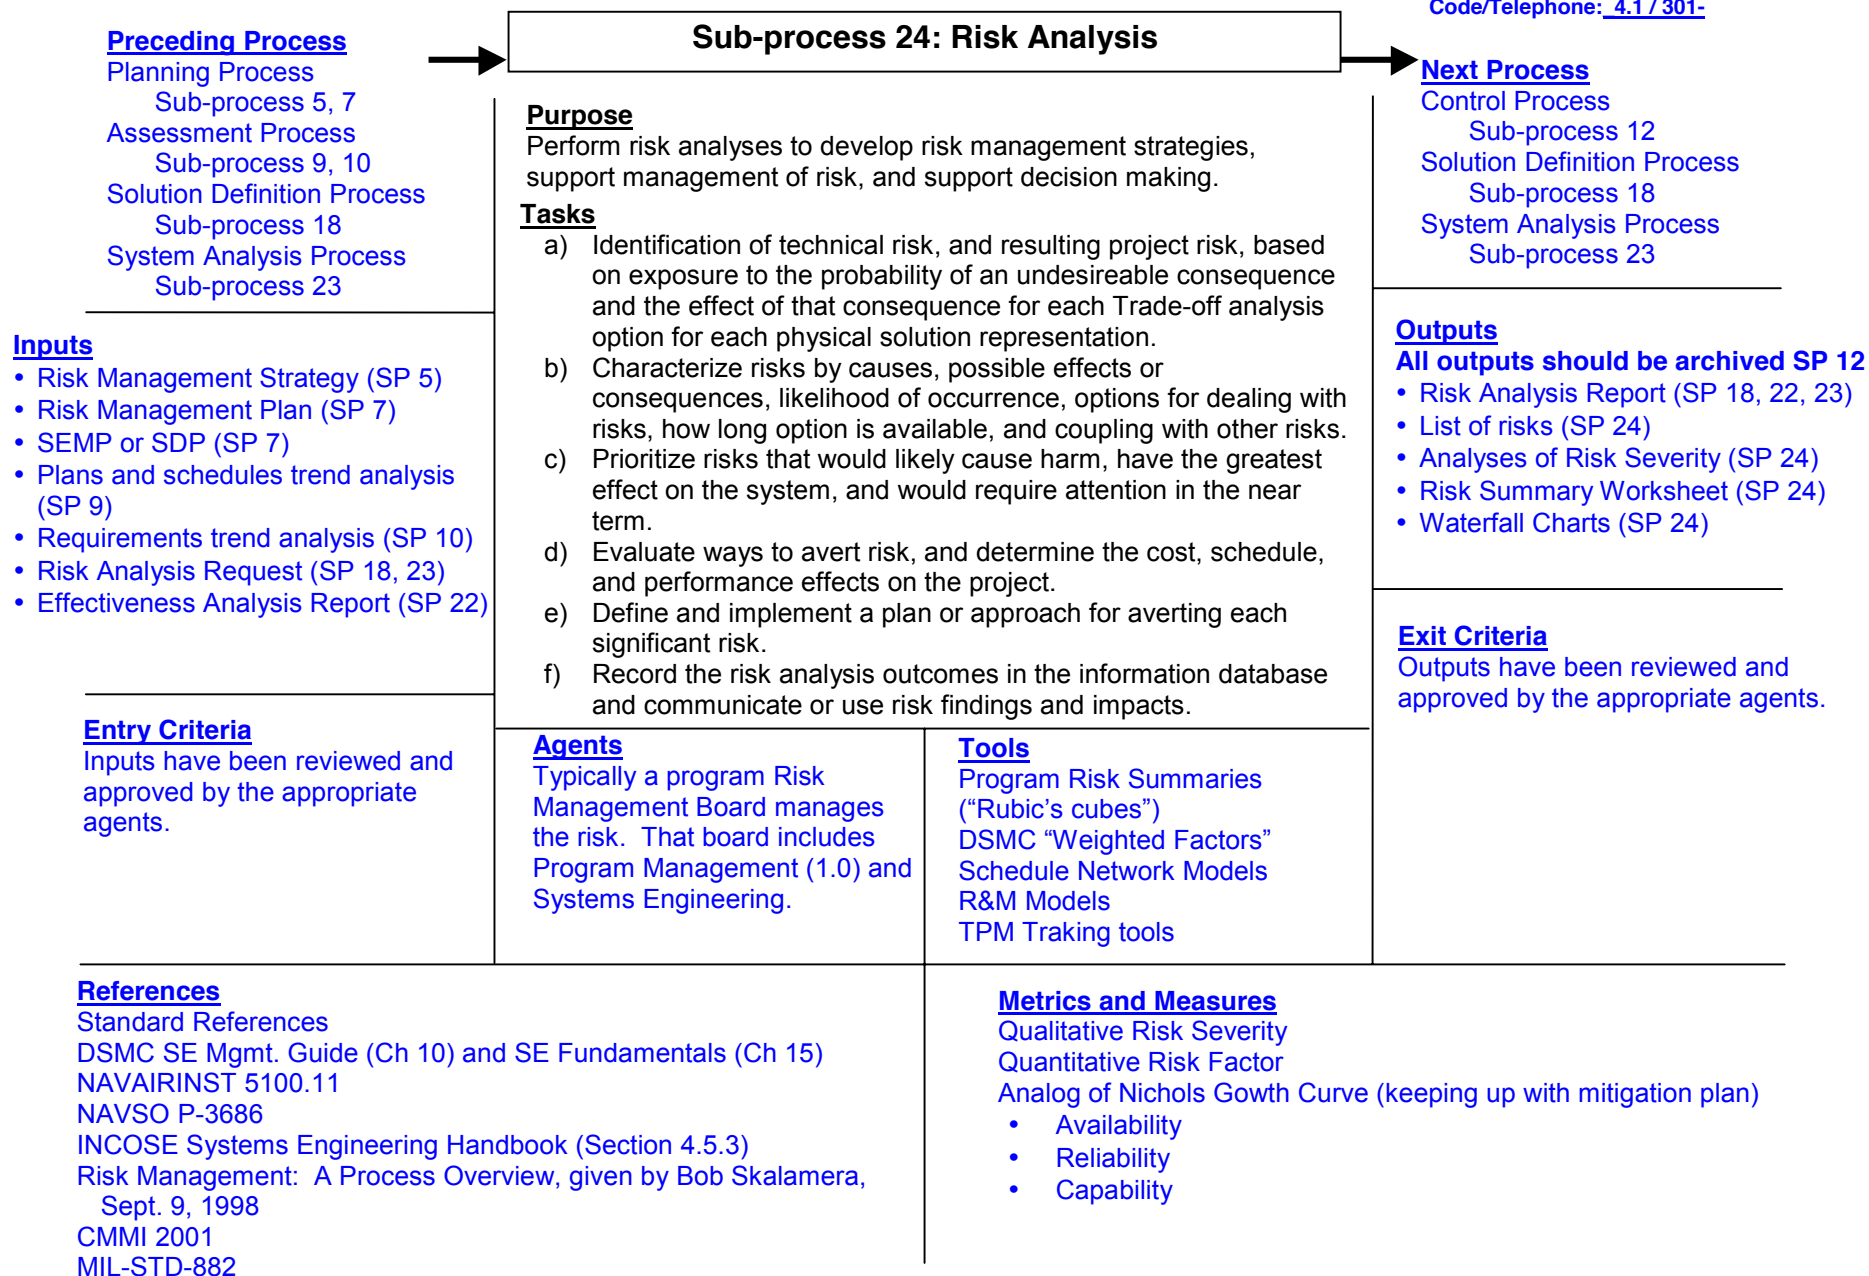 Code/Telephone:_4.1 / 301-
Sub-process 24: Risk Analysis
Preceding Process
Planning Process
Sub-process 5, 7
Assessment Process
Sub-process 9, 10
Solution Definition Process
Sub-process 18
System Analysis Process
Sub-process 23
Inputs
• Risk Management Strategy (SP 5)
• Risk Management Plan (SP 7)
• SEMP or SDP (SP 7)
• Plans and schedules trend analysis
(SP 9)
• Requirements trend analysis (SP 10)
• Risk Analysis Request (SP 18, 23)
• Effectiveness Analysis Report (SP 22)
Entry Criteria
Inputs have been reviewed and
approved by the appropriate
agents.
Purpose
Perform risk analyses to develop risk management strategies,
support management of risk, and support decision making.
Tasks
a) Identification of technical risk, and resulting project risk, based
on exposure to the probability of an undesireable consequence
and the effect of that consequence for each Trade-off analysis
option for each physical solution representation.
b) Characterize risks by causes, possible effects or
consequences, likelihood of occurrence, options for dealing with
risks, how long option is available, and coupling with other risks.
c) Prioritize risks that would likely cause harm, have the greatest
effect on the system, and would require attention in the near
term.
d) Evaluate ways to avert risk, and determine the cost, schedule,
and performance effects on the project.
e) Define and implement a plan or approach for averting each
significant risk.
f) Record the risk analysis outcomes in the information database
and communicate or use risk findings and impacts.
Agents
Typically a program Risk
Management Board manages
the risk.  That board includes
Program Management (1.0) and
Systems Engineering.
Tools
Program Risk Summaries
(“Rubic’s cubes”)
DSMC “Weighted Factors”
Schedule Network Models
R&M Models
TPM Traking tools
Next Process
Control Process
Sub-process 12
Solution Definition Process
Sub-process 18
System Analysis Process
Sub-process 23
Outputs
All outputs should be archived SP 12
• Risk Analysis Report (SP 18, 22, 23)
• List of risks (SP 24)
• Analyses of Risk Severity (SP 24)
• Risk Summary Worksheet (SP 24)
• Waterfall Charts (SP 24)
Exit Criteria
Outputs have been reviewed and
approved by the appropriate agents.
References
Standard References
DSMC SE Mgmt. Guide (Ch 10) and SE Fundamentals (Ch 15)
NAVAIRINST 5100.11
NAVSO P-3686
INCOSE Systems Engineering Handbook (Section 4.5.3)
Risk Management:  A Process Overview, given by Bob Skalamera,
Sept. 9, 1998
CMMI 2001
MIL-STD-882
Metrics and Measures
Qualitative Risk Severity
Quantitative Risk Factor
Analog of Nichols Gowth Curve (keeping up with mitigation plan)
• Availability
• Reliability
• Capability